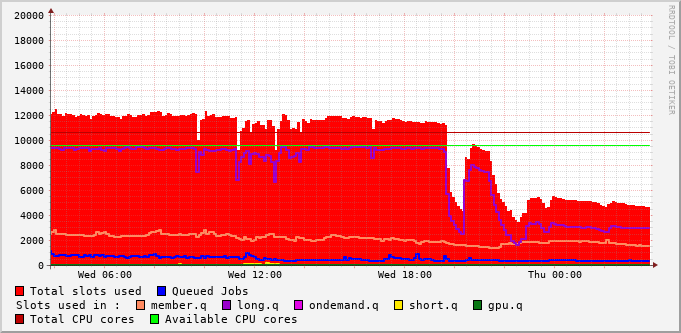 20000
18000
16000
14000
12000
10000
8000
6000
4000
2000
0
Wed 06:00 Wed 12:00 Wed 18:00 Thu 00:00
RRDTOOL / TOBI OETIKER
Total slots used Queued Jobs
Slots used in : member.q long.q ondemand.q short.q gpu.q
Total CPU cores Available CPU cores